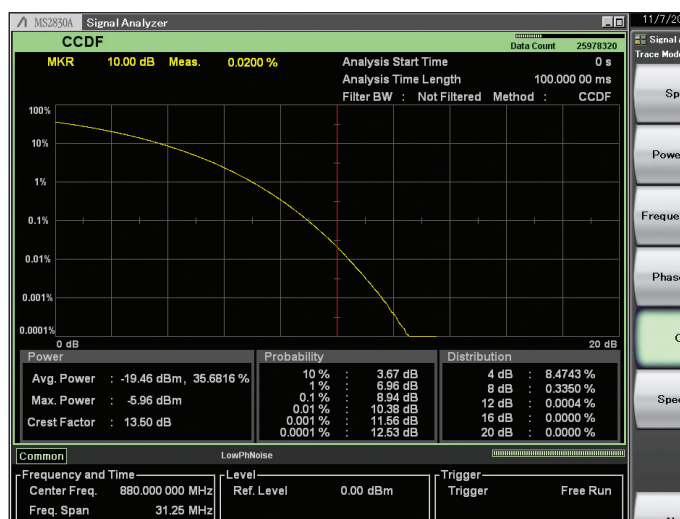 MS2830A Signal Analyzer 11/7/20
CCDF Data Count 25978320
MKR 10.00 dB Meas. 0.0200 %
Analysis Start Time 0 s
Analysis Time Length 100.000 00 ms
Filter BW : Not Filtered Method : CCDF
100%
10%
1%
0.1%
0.01%
0.001%
0.0001%
0 dB 20 dB
Power
Avg. Power : -19.46 dBm, 35.6816 %
Max. Power : -5.96 dBm
Crest Factor : 13.50 dB
Probability
10 % : 3.67 dB
1 % : 6.96 dB
0.1 % : 8.94 dB
0.01 % : 10.38 dB
0.001 % : 11.56 dB
0.0001 % : 12.53 dB
Distribution
4 dB : 8.4743 %
8 dB : 0.3350 %
12 dB : 0.0004 %
16 dB : 0.0000 %
20 dB : 0.0000 %
Common LowPhNoise
Frequency and Time
Center Freq. 880.000 000 MHz
Freq. Span 31.25 MHz
Level
Ref. Level 0.00 dBm
Trigger
Trigger Free Run
Signal
Trace Mod
Sp
Powe
Freque
Phas
C
Spe